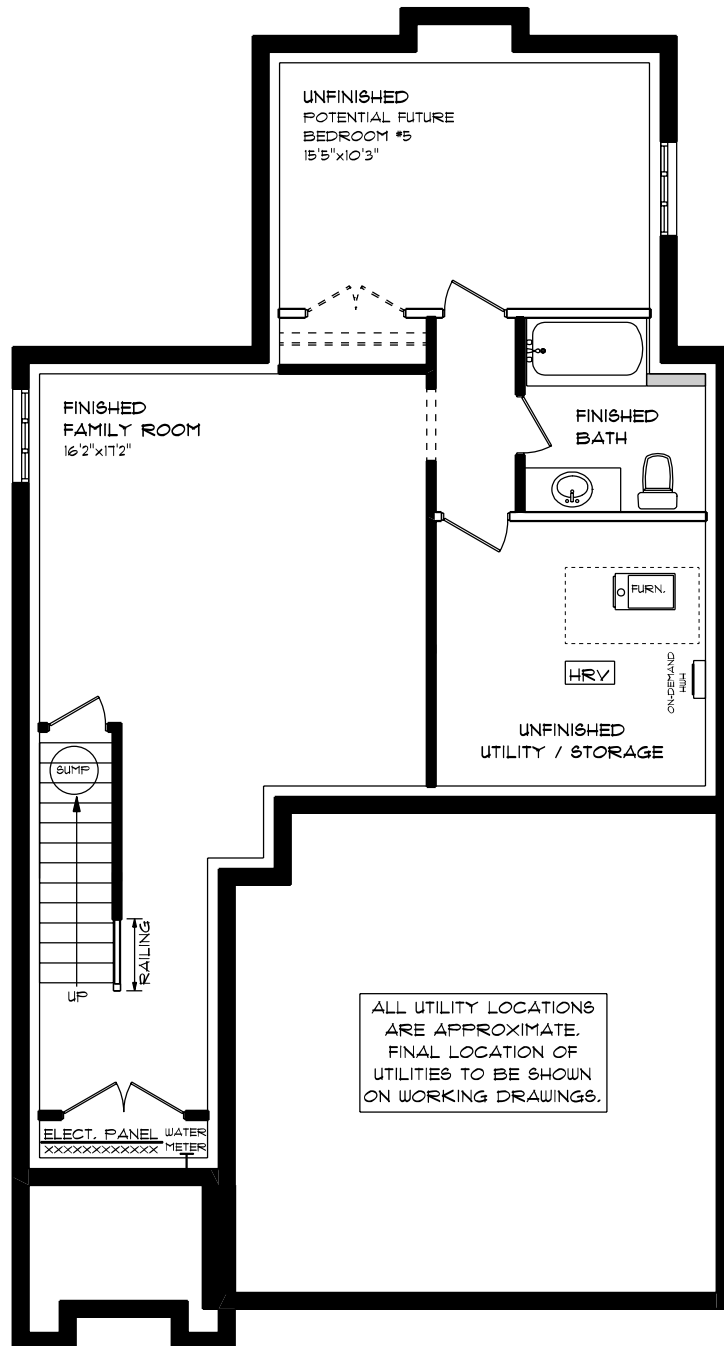 UNFINISHED
POTENTIAL FUTURE
BEDROOM #5
15'5"x10'3"
FINISHED
FAMILY ROOM
16'2"x17'2"
FINISHED
BATH
FURN.
HRV
ON-DEMAND
HWH
UNFINISHED
UTILITY / STORAGE
SUMP
RAILING
UP
ALL UTILITY LOCATIONS
ARE APPROXIMATE.
FINAL LOCATION OF
UTILITIES TO BE SHOWN
ON WORKING DRAWINGS.
ELECT. PANEL
XXXXXXXXXXXX
WATER
METER